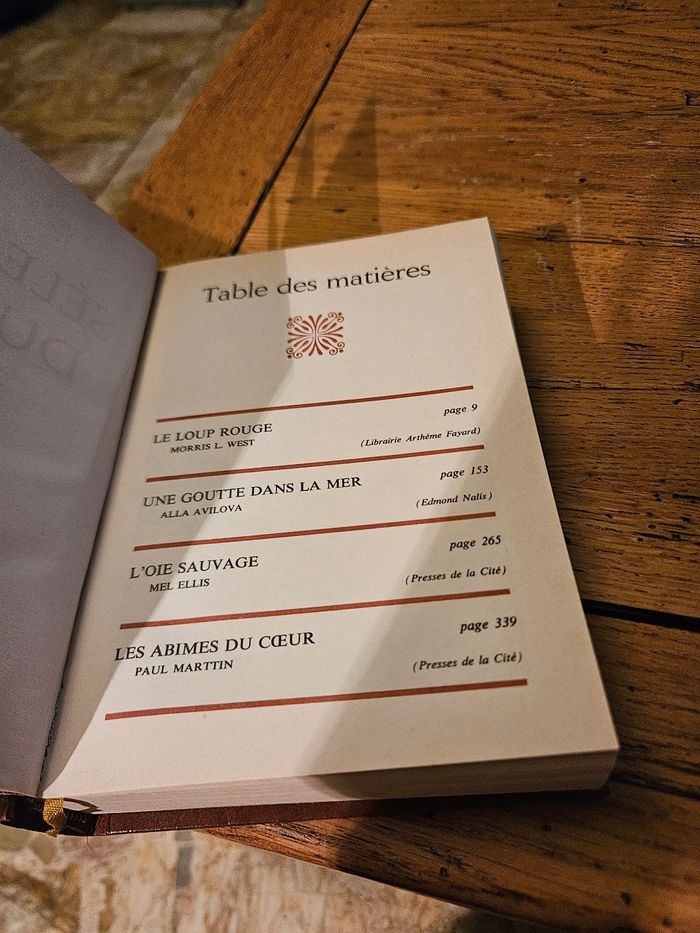 Table des matières
LE LOUP ROUGE
page 9
MORRIS L. WEST
(Librairie Arthème Fayard)
UNE GOUTTE DANS LA MER
page 153
ALLA AVILOVA
(Edmond Nalis)
L'OIE SAUVAGE
page 265
MEL ELLIS
(Presses de la Cité)
LES ABIMES DU CŒUR
page 339
PAUL MARTTIN
(Presses de la Cité)